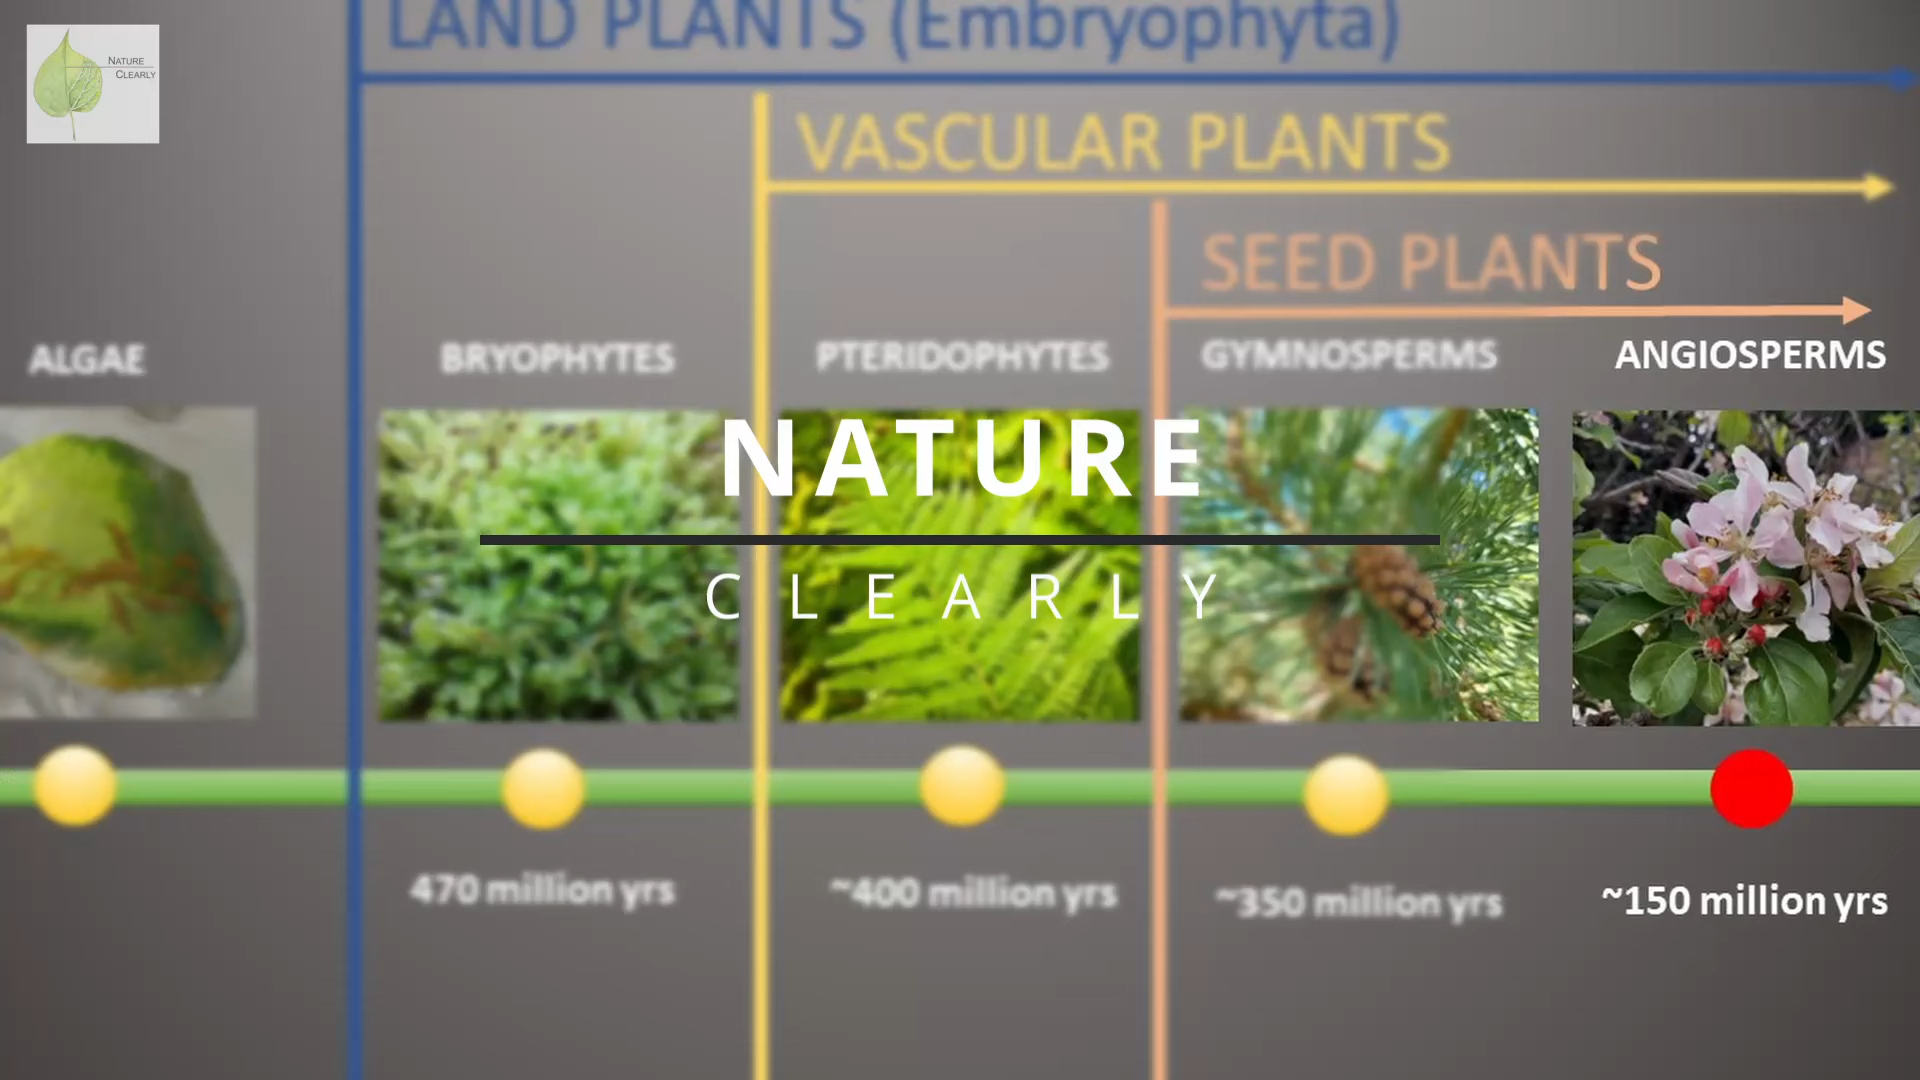 LAND PLANTS (Embryophyta)
NATURE
CLEARLY
VASCULAR PLANTS
SEED PLANTS
ALGAE
BRYOPHYTES
PTERIDOPHYTES
GYMNOSPERMS
ANGIOSPERMS
NATURE
CLEARLY
470 million yrs
~400 million yrs
~350 million yrs
~150 million yrs